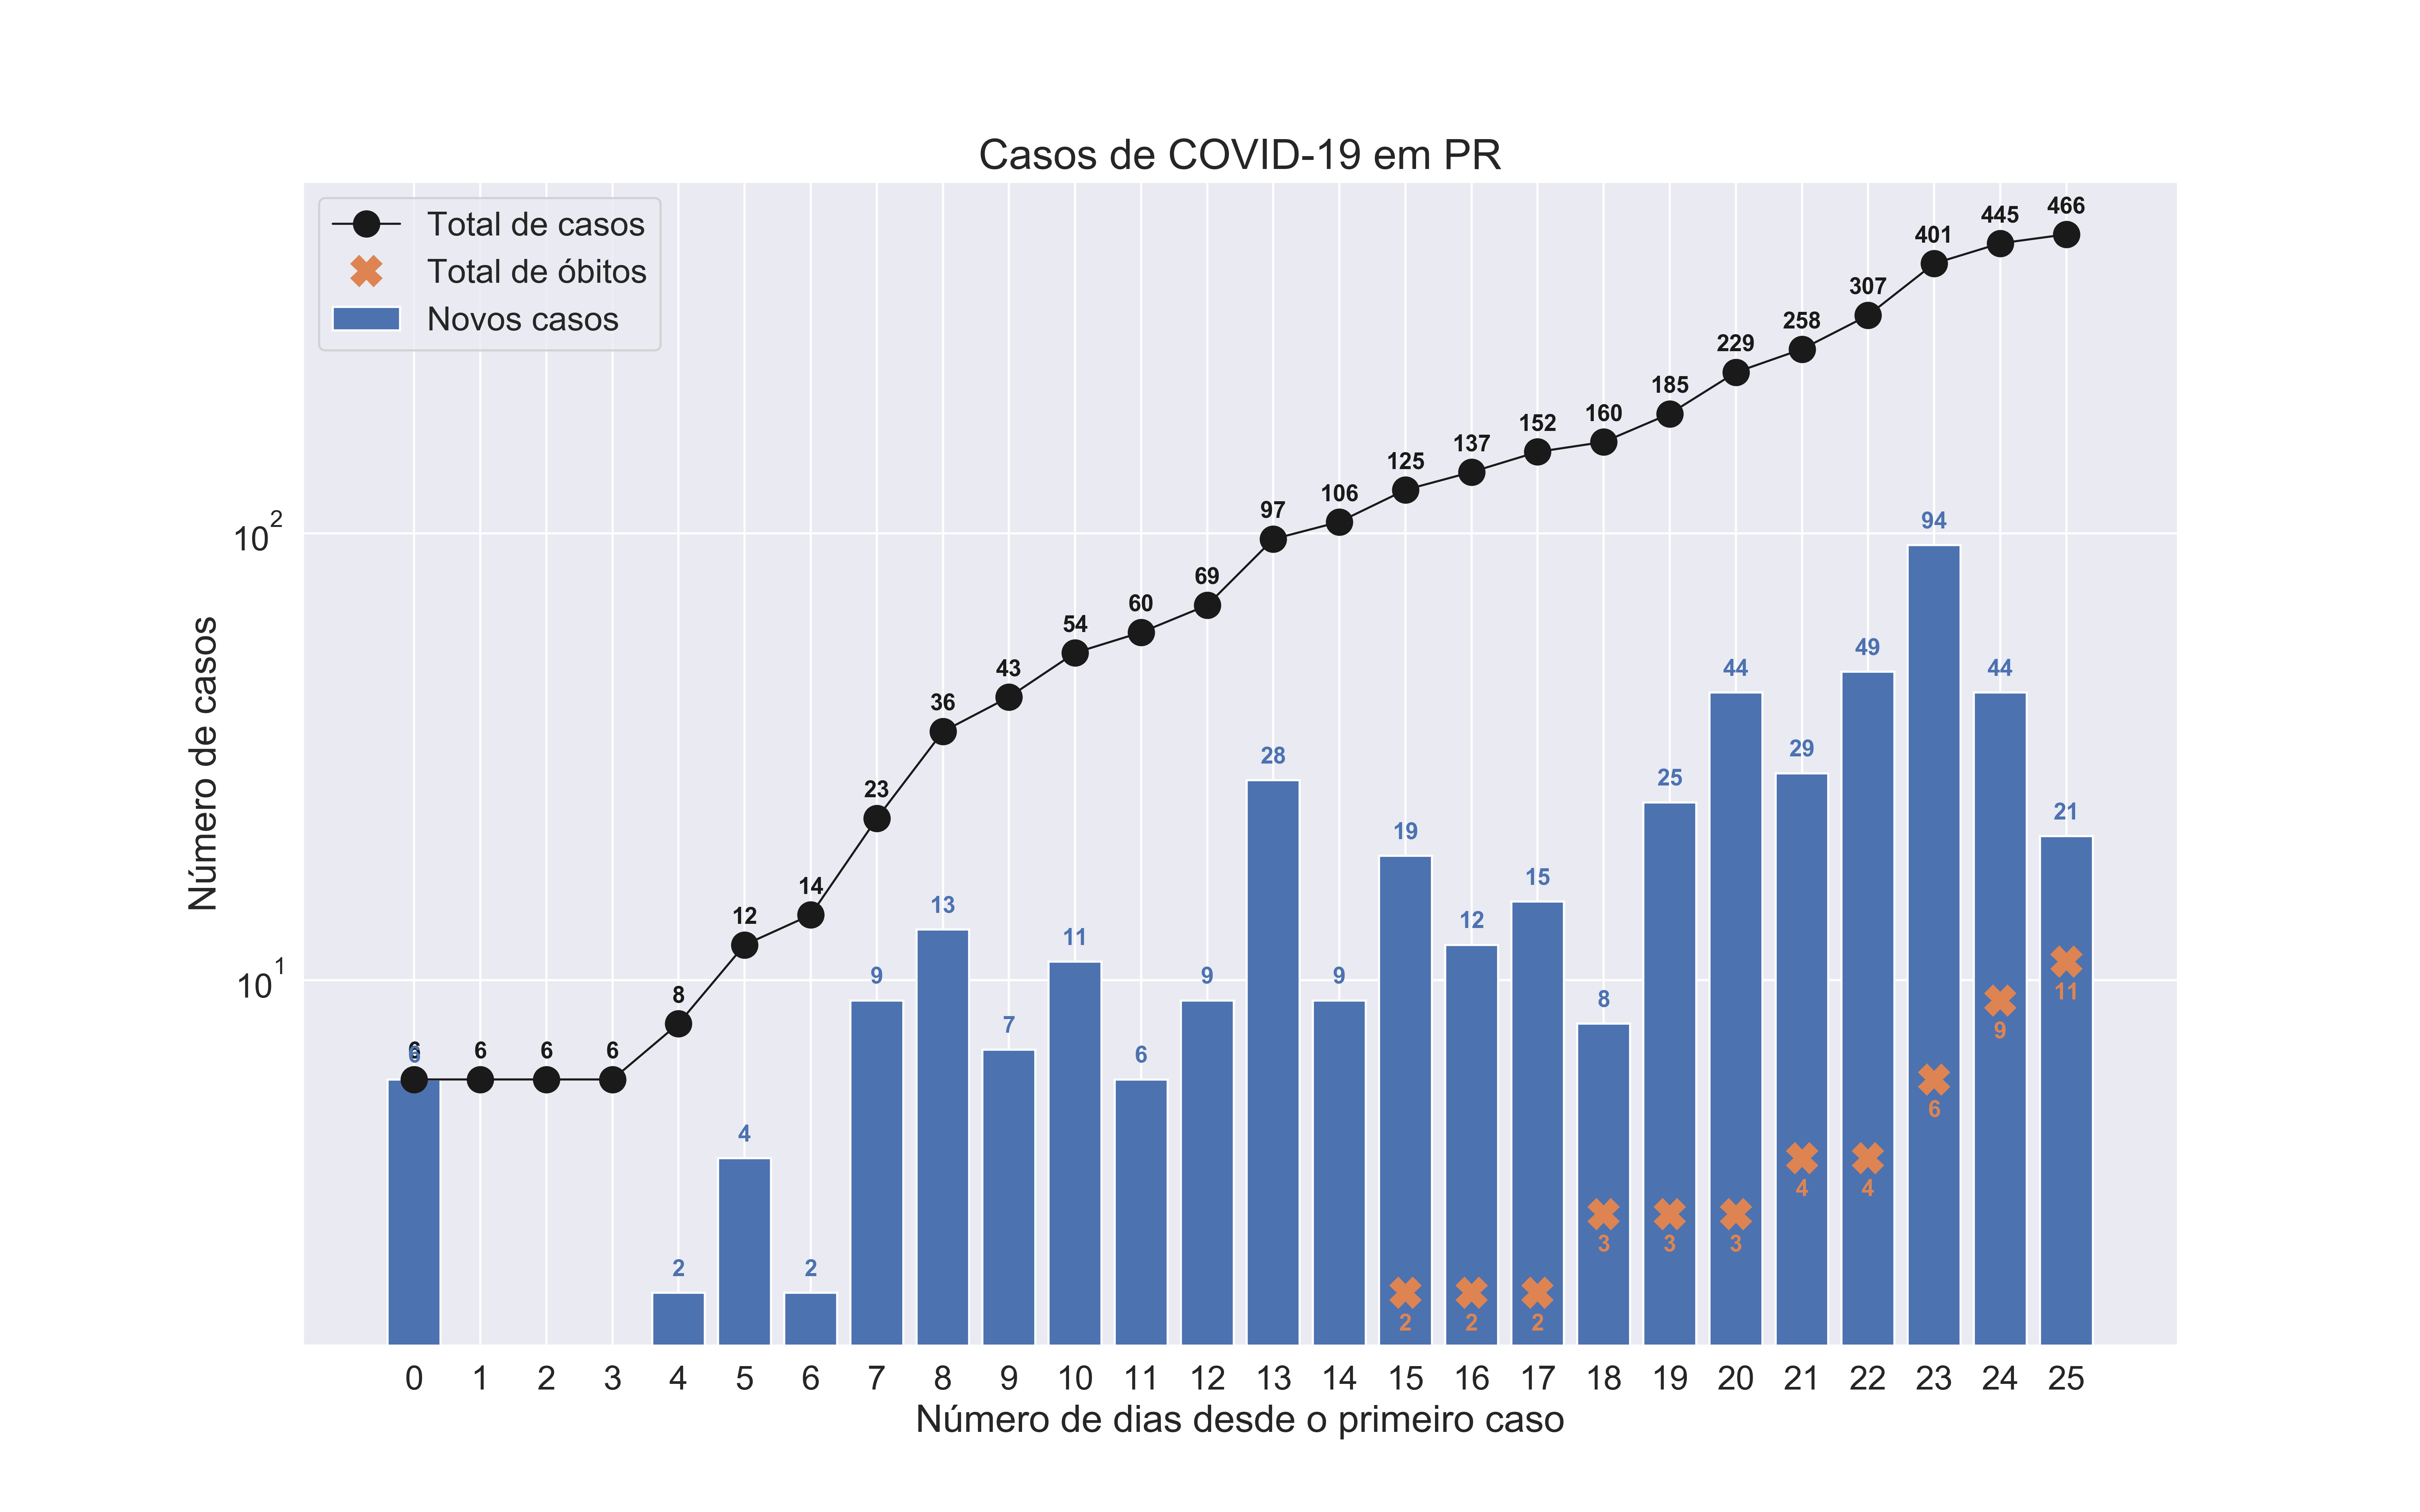 Casos de COVID-19 em PR
Total de casos
Total de óbitos
Novos casos
Número de casos
10²
10¹
6 6 6 6 8 12 14 23 36 43 54 60 69 97 106 125 137 152 160 185 229 258 307 401 445 466
6 2 4 2 9 13 7 11 6 9 28 9 19 12 15 8 25 44 29 49 94 44 21
2 2 2 3 3 3 4 4 6 9 11
0 1 2 3 4 5 6 7 8 9 10 11 12 13 14 15 16 17 18 19 20 21 22 23 24 25
Número de dias desde o primeiro caso